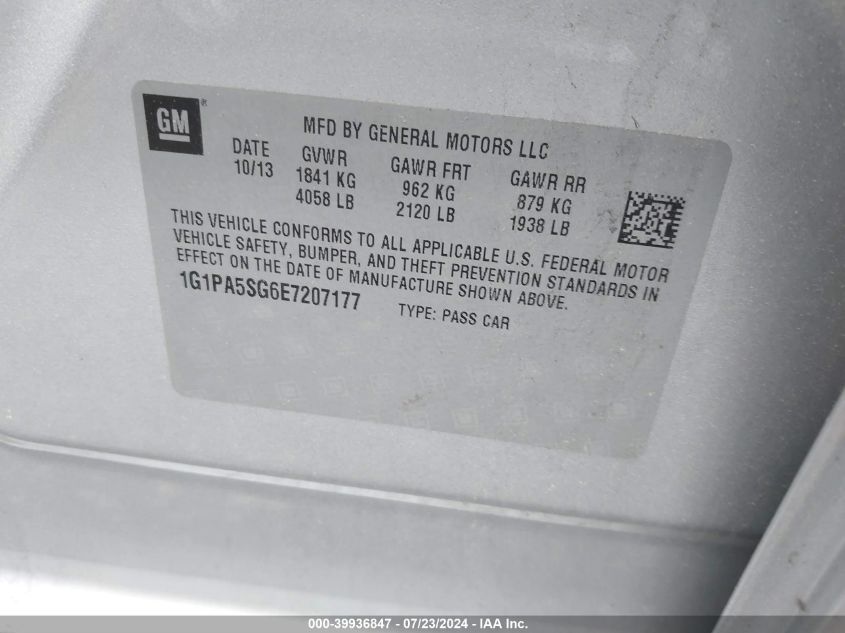 GM ®
MFD BY GENERAL MOTORS LLC
DATE GVWR GAWR FRT GAWR RR
10/13 1841 KG 962 KG 879 KG
4058 LB 2120 LB 1938 LB
THIS VEHICLE CONFORMS TO ALL APPLICABLE U.S. FEDERAL MOTOR
VEHICLE SAFETY, BUMPER, AND THEFT PREVENTION STANDARDS IN
EFFECT ON THE DATE OF MANUFACTURE SHOWN ABOVE.
1G1PA5SG6E7207177 TYPE: PASS CAR
000-39936847 - 07/23/2024 - IAA Inc.